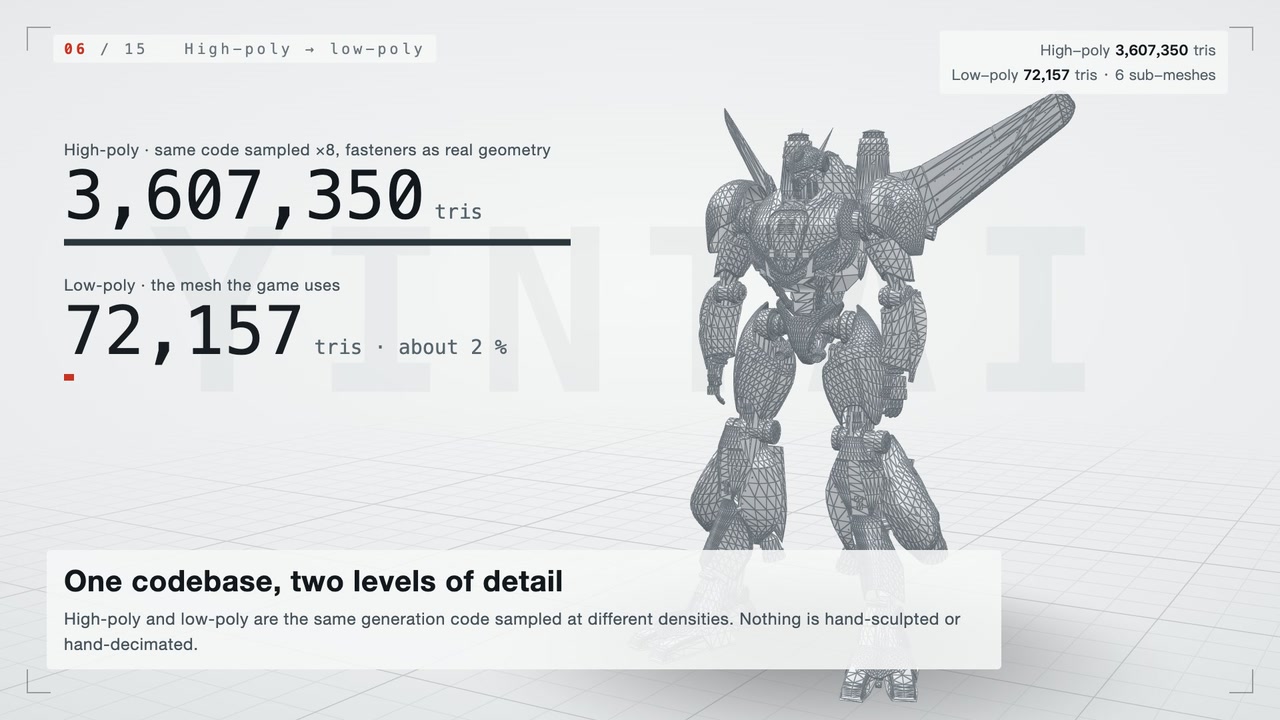 06 / 15 High-poly → low-poly
High-poly 3,607,350 tris
Low-poly 72,157 tris · 6 sub-meshes
High-poly · same code sampled ×8, fasteners as real geometry
3,607,350 tris
Low-poly · the mesh the game uses
72,157 tris · about 2 %
One codebase, two levels of detail
High-poly and low-poly are the same generation code sampled at different densities. Nothing is hand-sculpted or
hand-decimated.